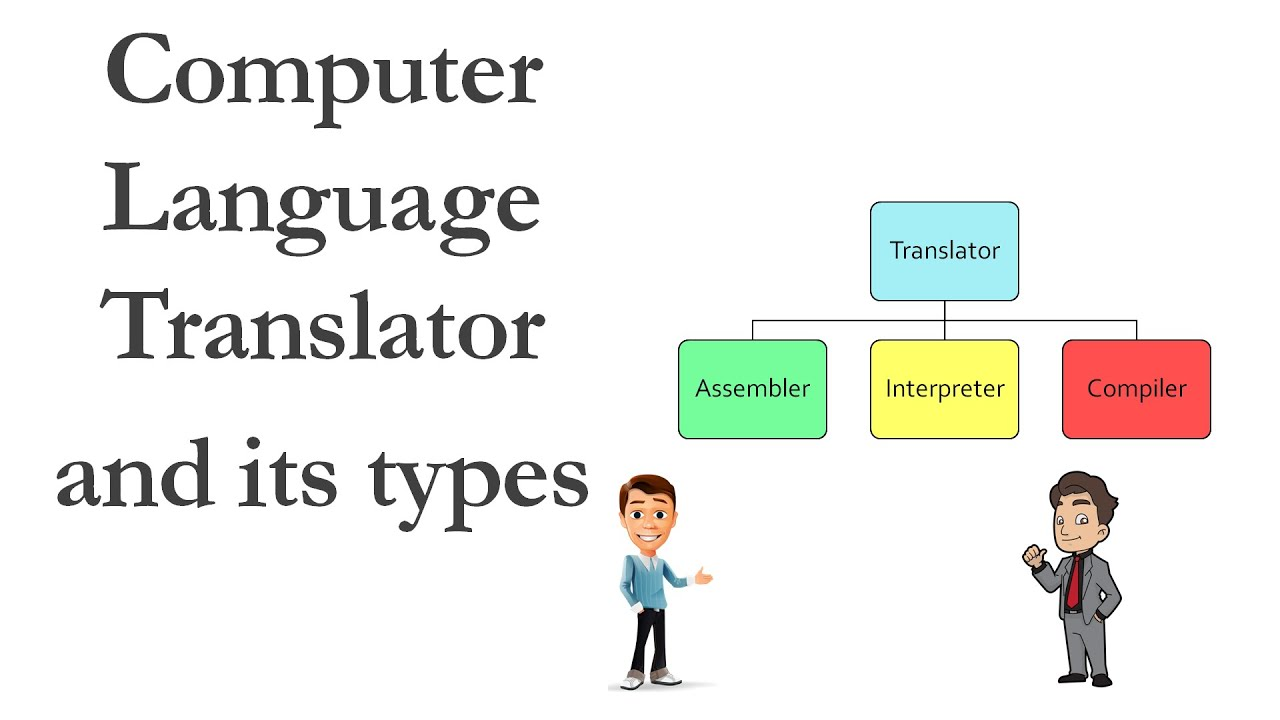 Computer
Language
Translator
and its types
Translator
Assembler
Interpreter
Compiler